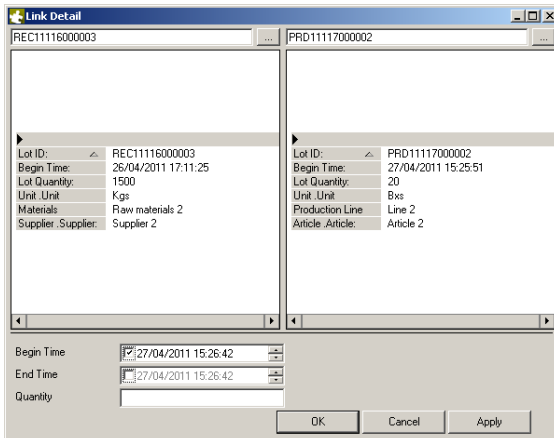 Link Detail
REC11116000003 ...
PRD11117000002 ...
Lot ID: REC11116000003
Begin Time: 26/04/2011 17:11:25
Lot Quantity: 1500
Unit .Unit Kgs
Materials Raw materials 2
Supplier .Supplier: Supplier 2
Lot ID: PRD11117000002
Begin Time: 27/04/2011 15:25:51
Lot Quantity: 20
Unit .Unit Bxs
Production Line Line 2
Article .Article: Article 2
Begin Time 27/04/2011 15:26:42
End Time 27/04/2011 15:26:42
Quantity
OK Cancel Apply